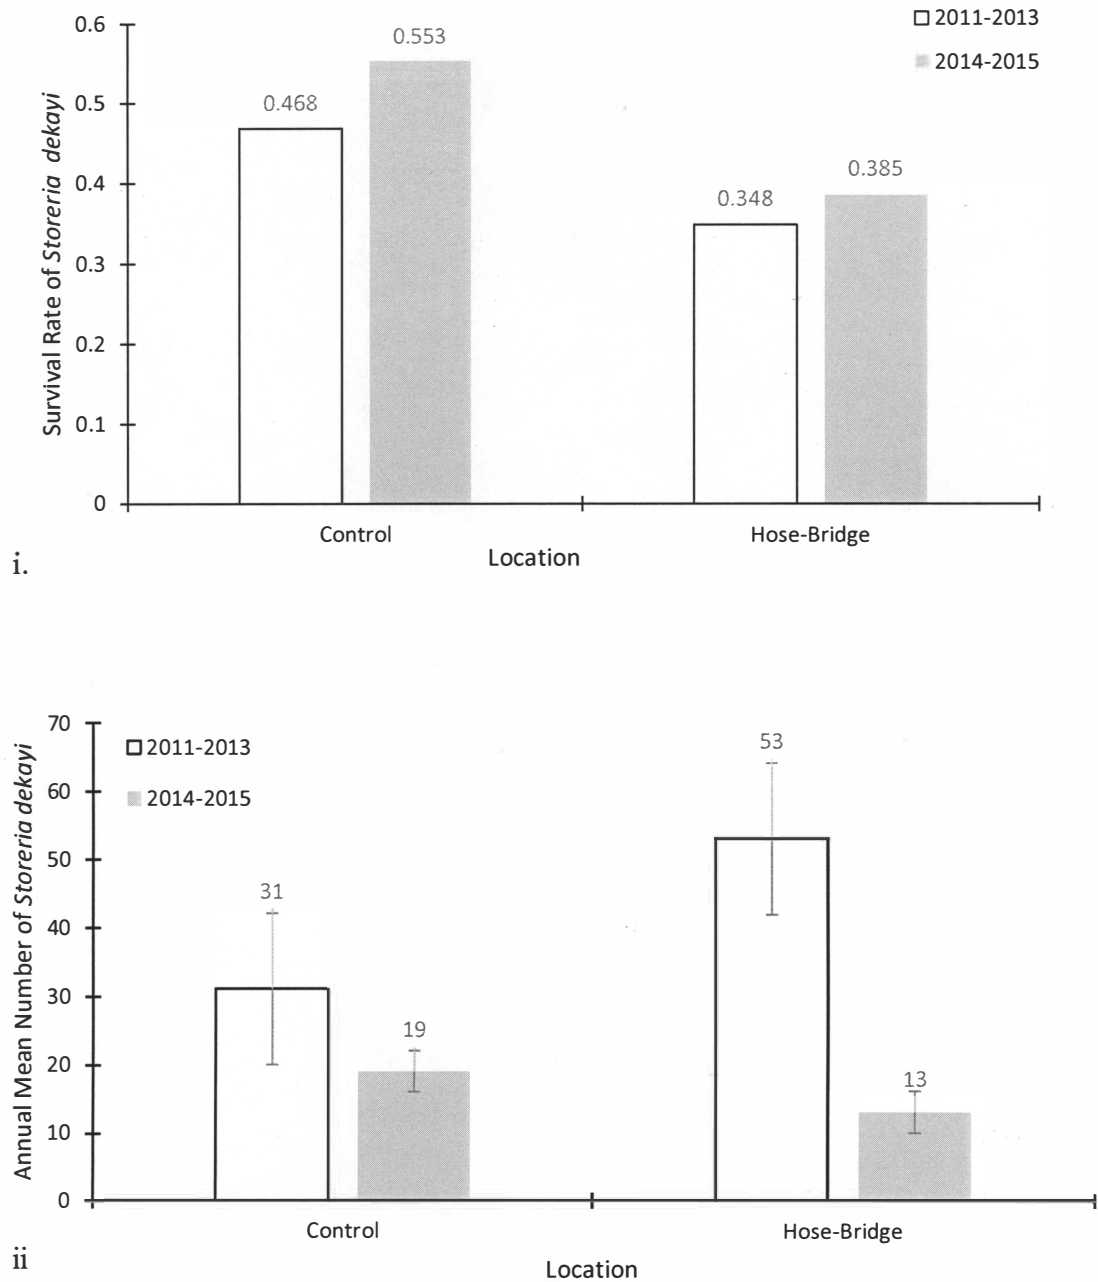 0.6
0.5
0.4
0.3
0.2
0.1
0
Survival Rate of Storeria dekayi
0.468
0.553
0.348
0.385
2011-2013
2014-2015
Control
Hose-Bridge
Location
i.
70
60
50
40
30
20
10
0
Annual Mean Number of Storeria dekayi
2011-2013
2014-2015
31
19
53
13
Control
Hose-Bridge
Location
ii